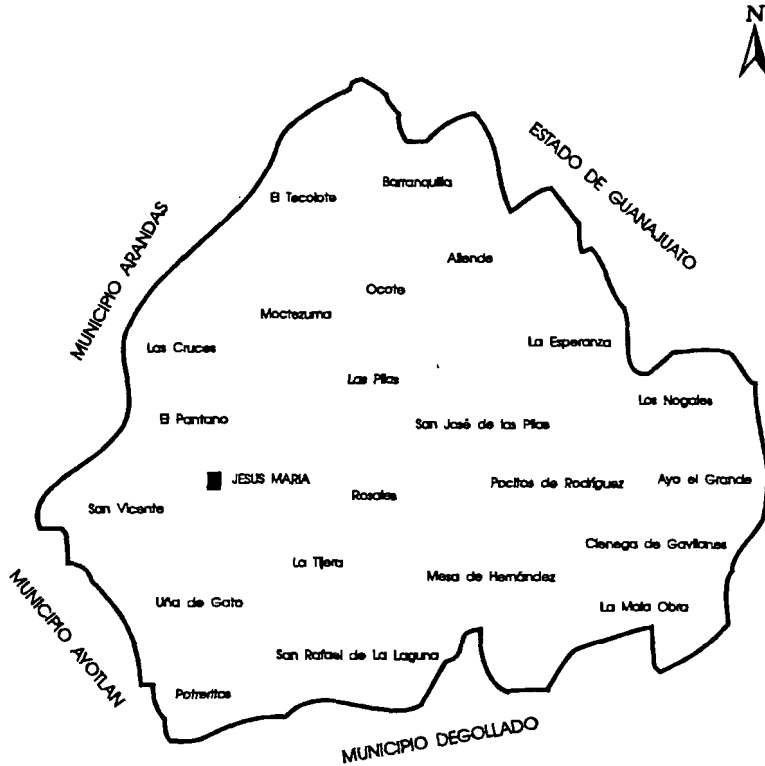 N
ESTADO DE GUANAJUATO
Barranquilla
El Tecolote
MUNICIPIO ARANDAS
Allende
Ocote
Moctezuma
La Esperanza
Las Cruces
Las Pilas
Los Nogales
El Pantano
San José de las Pilas
JESUS MARIA
Pocitos de Rodríguez
Ayo el Grande
Rosales
San Vicente
Cienega de Gavilanes
La Tijera
Mesa de Hernández
Uña de Gato
La Mala Obra
MUNICIPIO AYOTLAN
San Rafael de La Laguna
Potreritos
MUNICIPIO DEGOLLADO